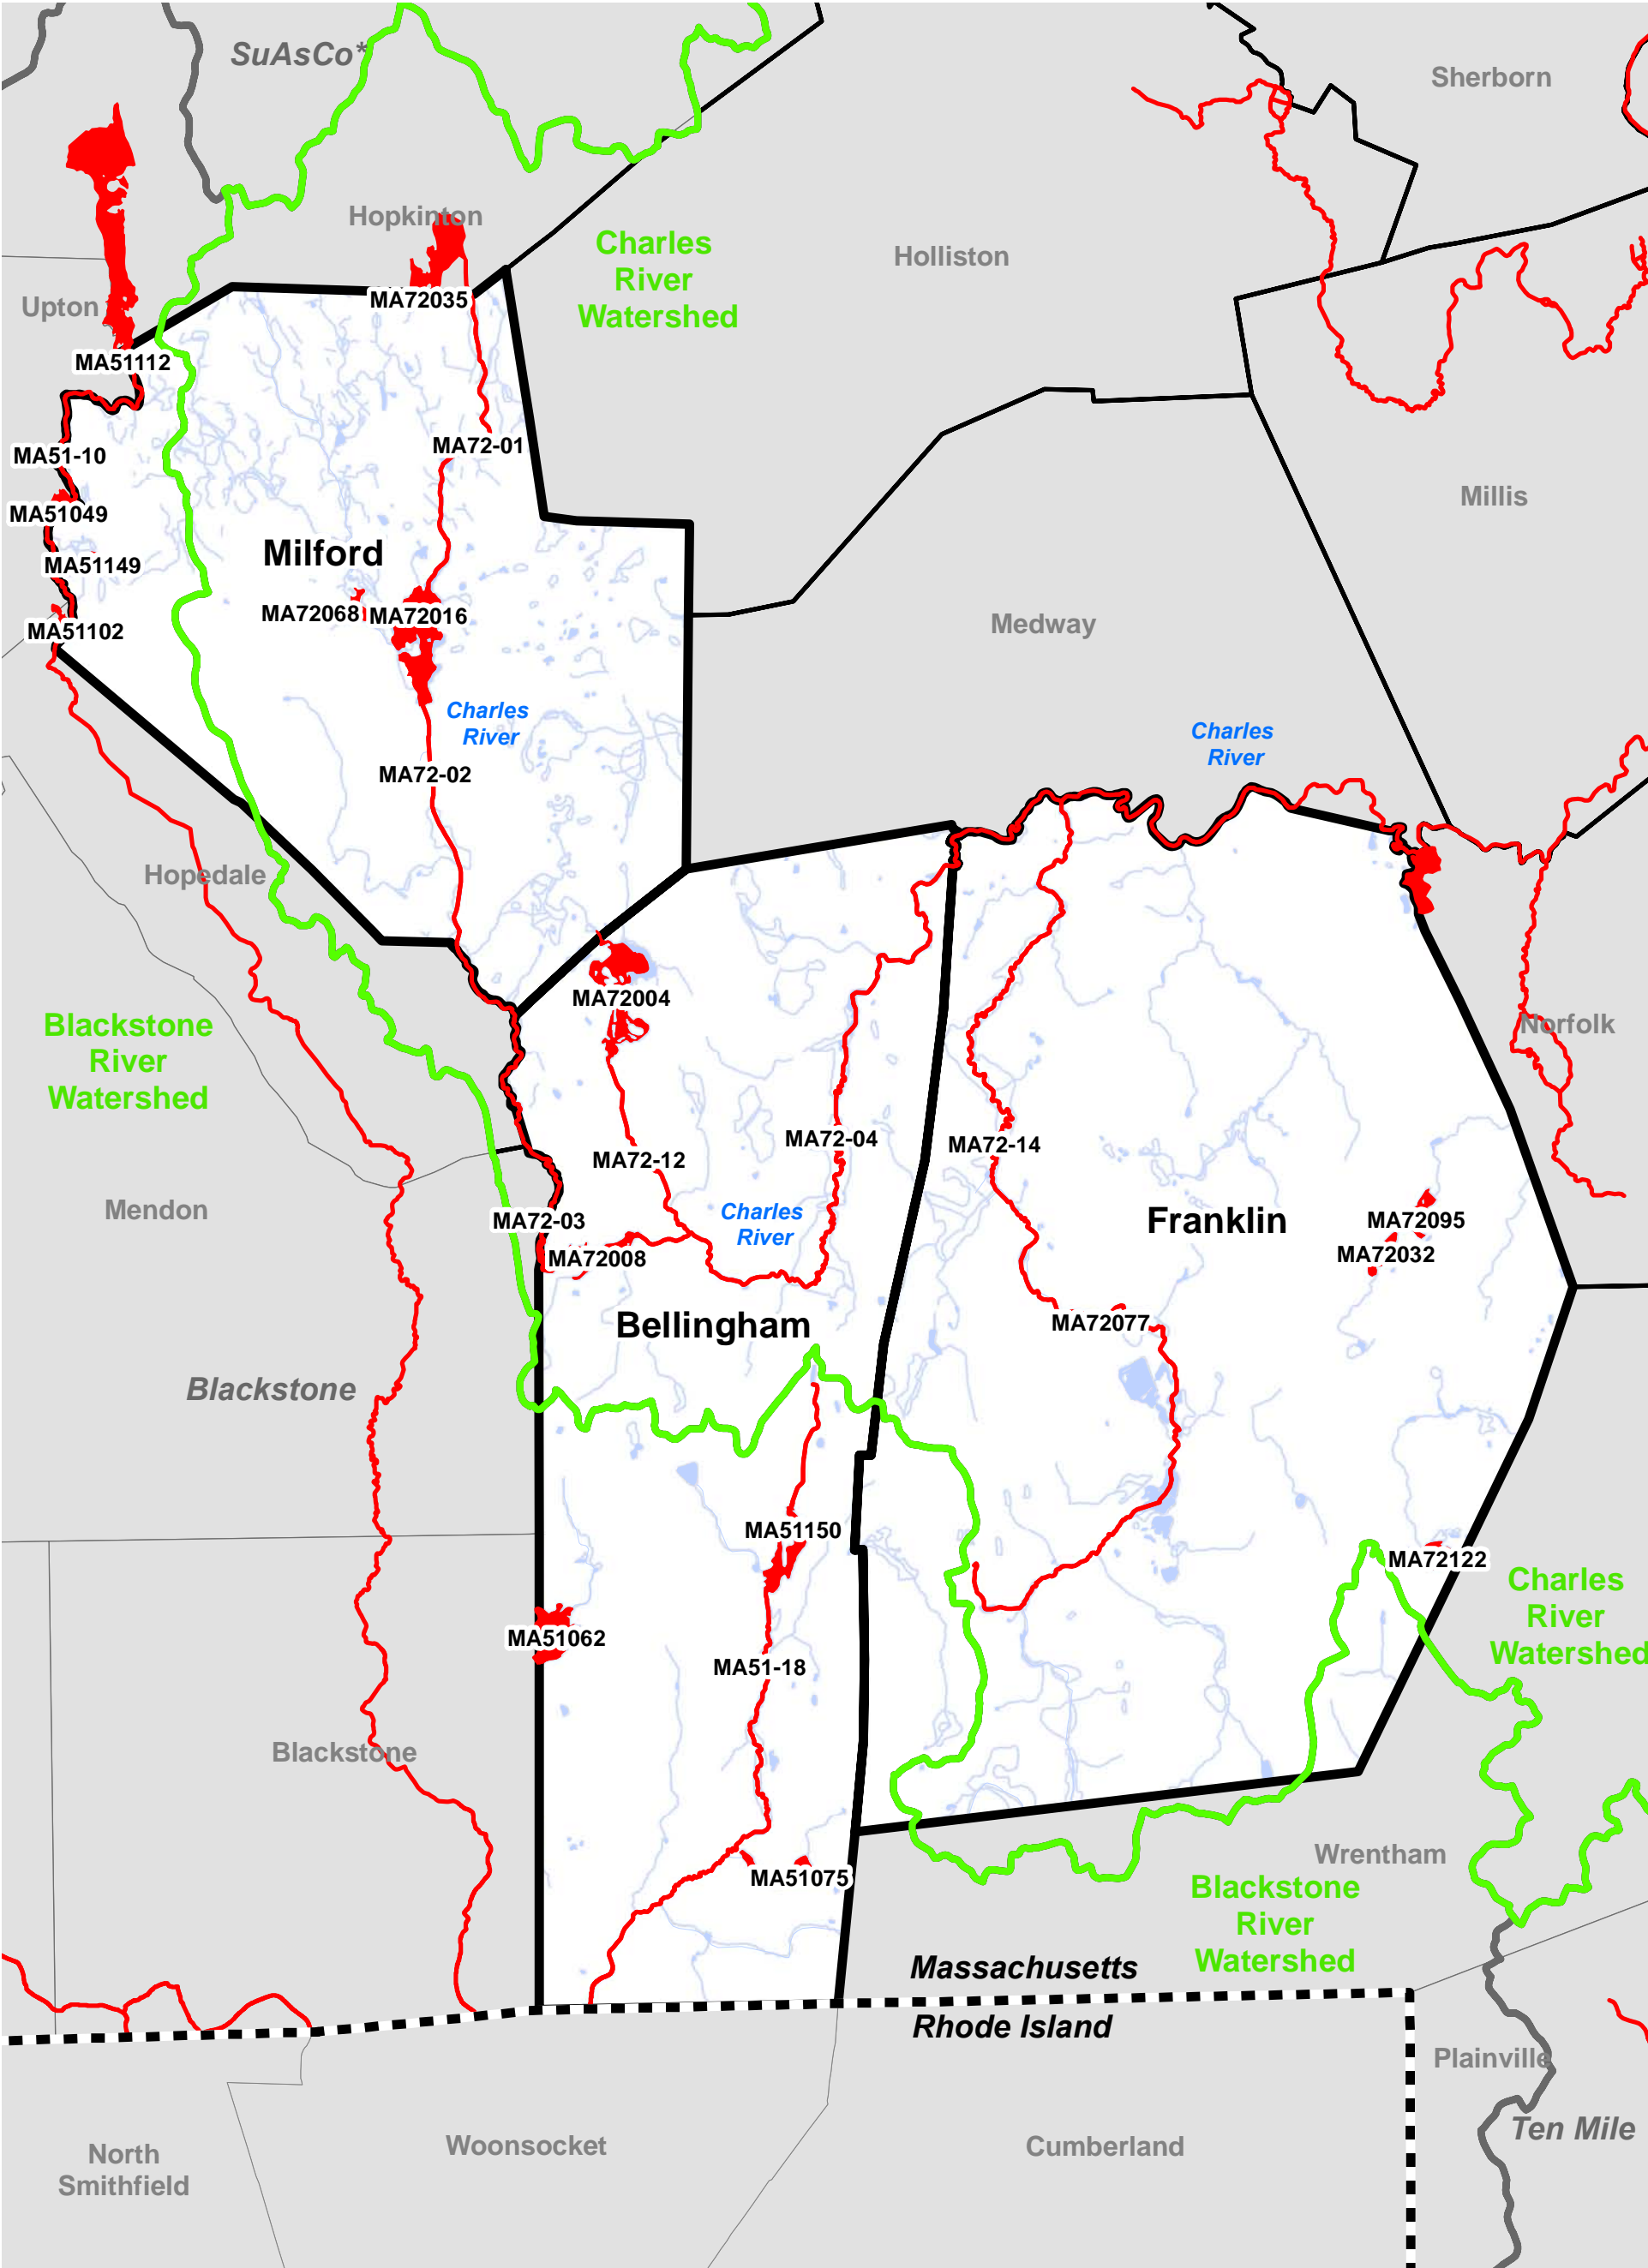 SuAsCo*
Sherborn
Hopkinton
Charles
River
Watershed
Holliston
Upton
MA72035
MA51112
MA72-01
MA51-10
Millis
MA51049
Milford
MA51149
MA72068
MA72016
MA51102
Medway
Charles
River
Charles
River
MA72-02
Hopedale
MA72004
Blackstone
River
Watershed
Norfolk
MA72-04
MA72-14
MA72-12
Mendon
Charles
River
Franklin
MA72-03
MA72095
MA72008
MA72032
Bellingham
MA72077
Blackstone
MA51150
MA72122
Charles
River
Watershed
MA51062
MA51-18
Blackstone
Wrentham
MA51075
Blackstone
River
Watershed
Massachusetts
Rhode Island
Plainville
Ten Mile
North
Smithfield
Woonsocket
Cumberland